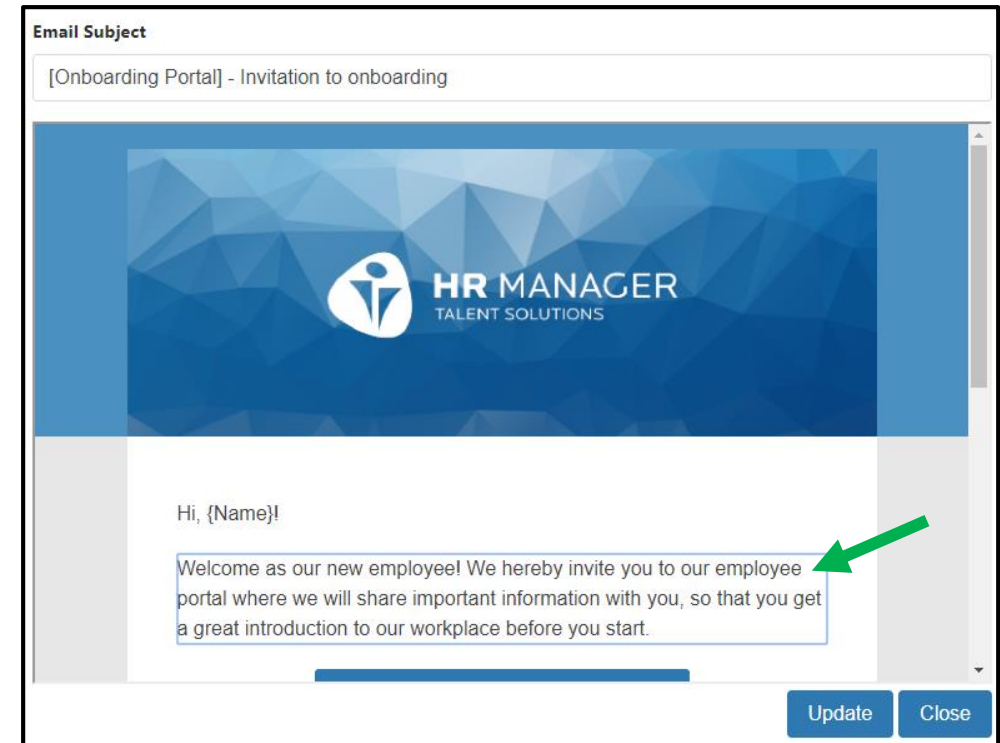 Email Subject
[Onboarding Portal] - Invitation to onboarding
HR MANAGER
TALENT SOLUTIONS
Hi, {Name}!
Welcome as our new employee! We hereby invite you to our employee
portal where we will share important information with you, so that you get
a great introduction to our workplace before you start.
Update Close